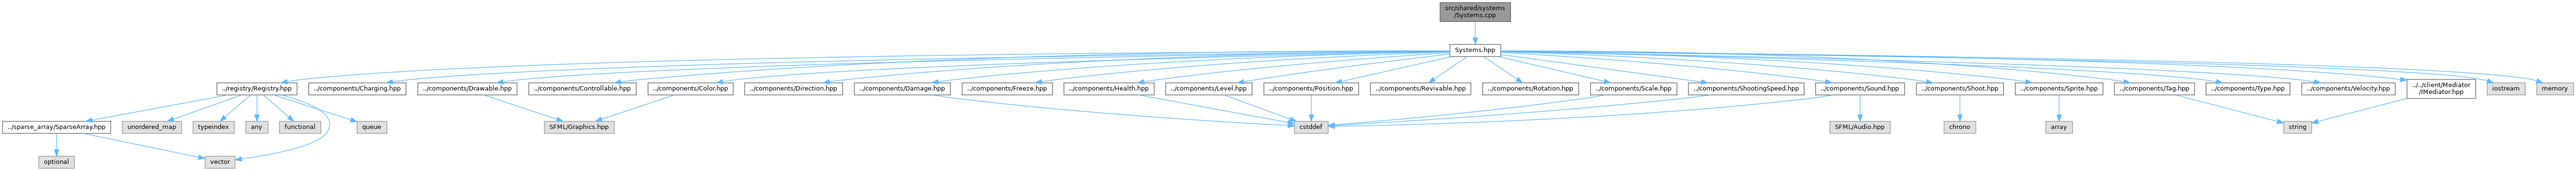 src/shared/systems
/Systems.cpp
Systems.hpp
../registry/Registry.hpp
../components/Charging.hpp
../components/Drawable.hpp
../components/Controllable.hpp
../components/Color.hpp
../components/Direction.hpp
../components/Damage.hpp
../components/Freeze.hpp
../components/Health.hpp
../components/Level.hpp
../components/Position.hpp
../components/Revivable.hpp
../components/Rotation.hpp
../components/Scale.hpp
../components/ShootingSpeed.hpp
../components/Sound.hpp
../components/Shoot.hpp
../components/Sprite.hpp
../components/Tag.hpp
../components/Type.hpp
../components/Velocity.hpp
../../client/Mediator
/IMediator.hpp
iostream
memory
../sparse_array/SparseArray.hpp
unordered_map
typeindex
any
functional
queue
SFML/Graphics.hpp
cstddef
SFML/Audio.hpp
chrono
array
string
optional
vector